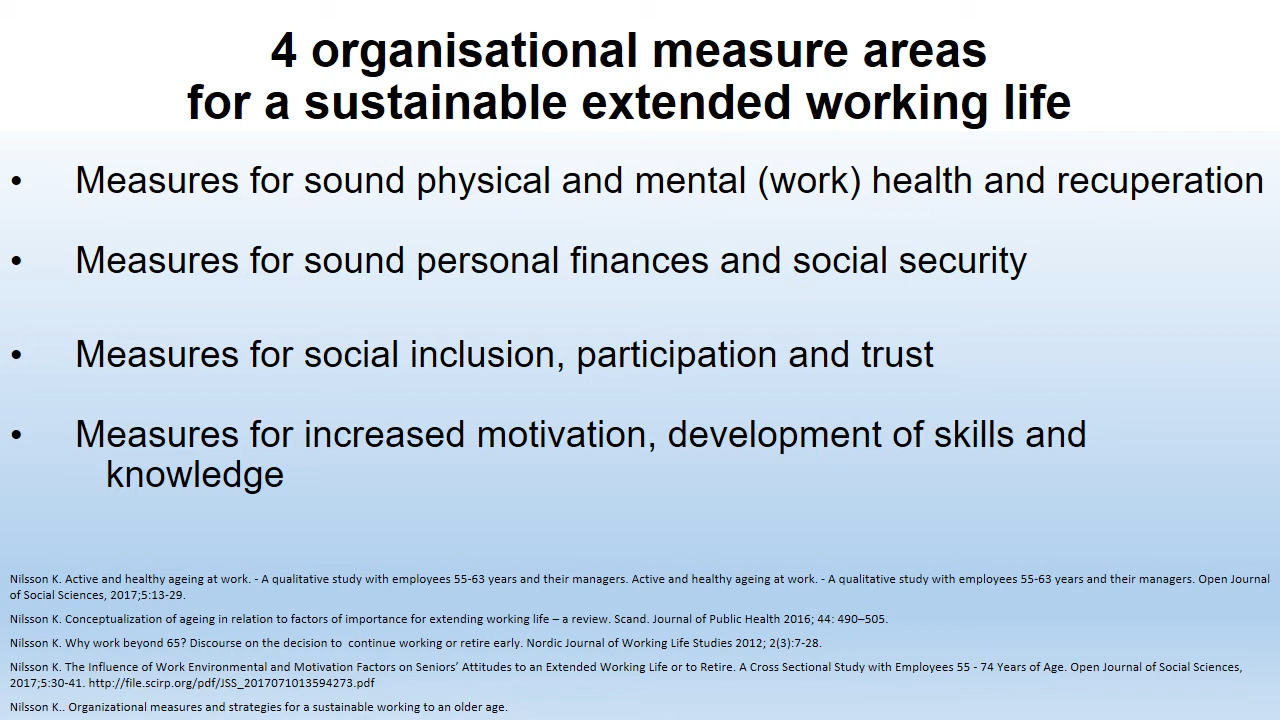 4 organisational measure areas
for a sustainable extended working life
• Measures for sound physical and mental (work) health and recuperation
• Measures for sound personal finances and social security
• Measures for social inclusion, participation and trust
• Measures for increased motivation, development of skills and
knowledge
Nilsson K. Active and healthy ageing at work. - A qualitative study with employees 55-63 years and their managers. Active and healthy ageing at work. - A qualitative study with employees 55-63 years and their managers. Open Journal
of Social Sciences, 2017;5:13-29.
Nilsson K. Conceptualization of ageing in relation to factors of importance for extending working life – a review. Scand. Journal of Public Health 2016; 44: 490–505.
Nilsson K. Why work beyond 65? Discourse on the decision to  continue working or retire early. Nordic Journal of Working Life Studies 2012; 2(3):7-28.
Nilsson K. The Influence of Work Environmental and Motivation Factors on Seniors’ Attitudes to an Extended Working Life or to Retire. A Cross Sectional Study with Employees 55 - 74 Years of Age. Open Journal of Social Sciences,
2017;5:30-41. http://file.scirp.org/pdf/JSS_2017071013594273.pdf
Nilsson K.. Organizational measures and strategies for a sustainable working to an older age.